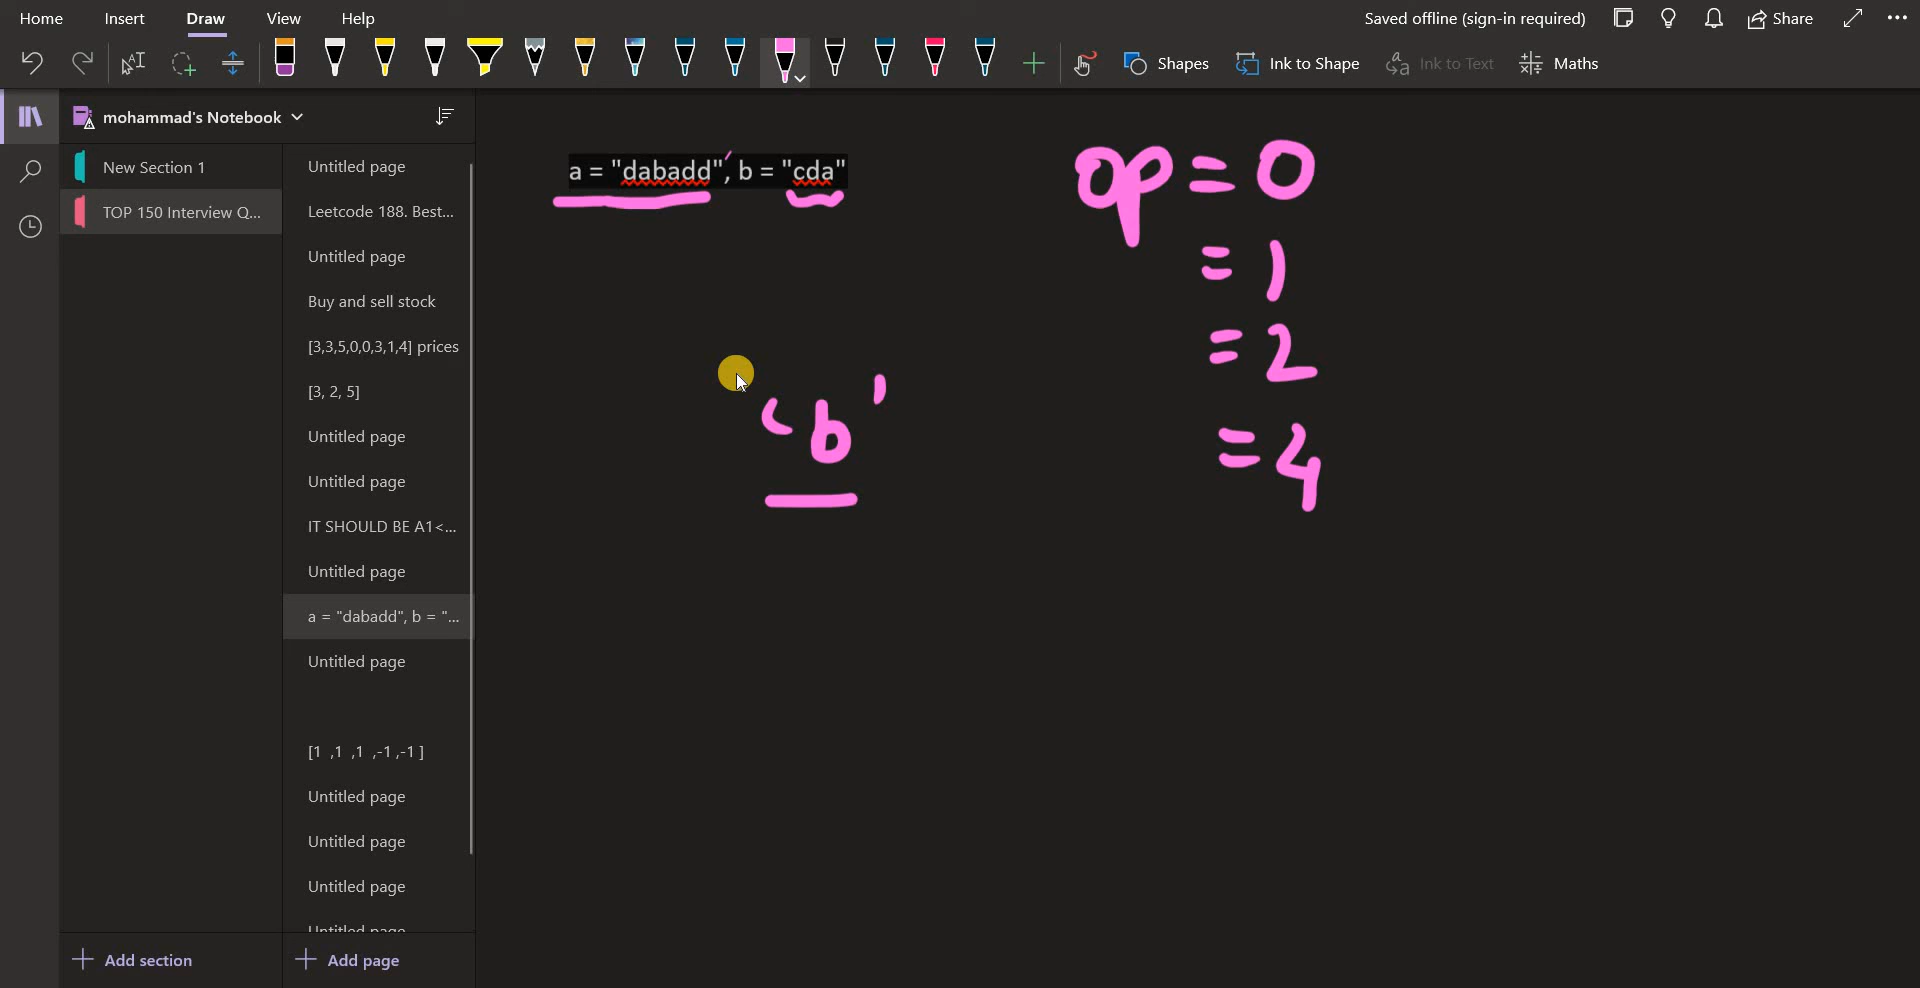 Home Insert Draw View Help
Saved offline (sign-in required) Share
Shapes Ink to Shape Ink to Text Maths
mohammad's Notebook
New Section 1
TOP 150 Interview Q...
Untitled page
Leetcode 188. Best...
Untitled page
Buy and sell stock
[3,3,5,0,0,3,1,4] prices
[3, 2, 5]
Untitled page
Untitled page
IT SHOULD BE A1<...
Untitled page
a = "dabadd", b = "...
Untitled page
[1 ,1 ,1 ,-1 ,-1 ]
Untitled page
Untitled page
Untitled page
Untitled page
Add section
Add page
a = "dabadd", b = "cda"
'b'
op = 0
= 1
= 2
= 4